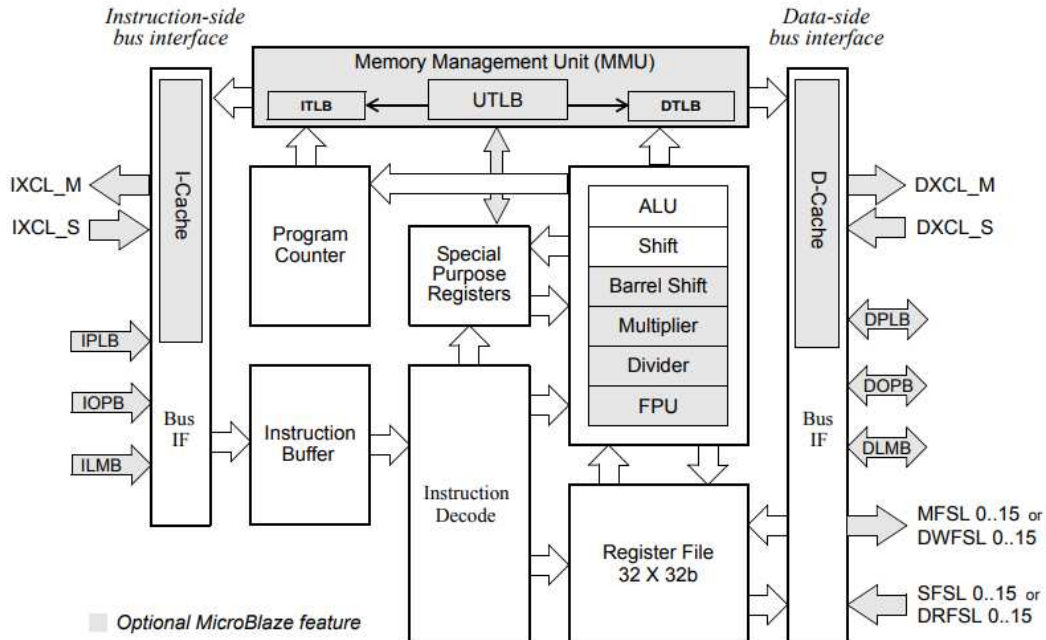 Instruction-side
bus interface
Data-side
bus interface
Memory Management Unit (MMU)
ITLB
UTLB
DTLB
I-Cache
D-Cache
IXCL_M
IXCL_S
DXCL_M
DXCL_S
Program
Counter
Special
Purpose
Registers
ALU
Shift
Barrel Shift
Multiplier
Divider
FPU
IPLB
IOPB
ILMB
Bus
IF
Instruction
Buffer
Instruction
Decode
Register File
32 X 32b
Bus
IF
DPLB
DOPB
DLMB
MFSL 0..15 or
DWFSL 0..15
SFSL 0..15 or
DRFSL 0..15
Optional MicroBlaze feature